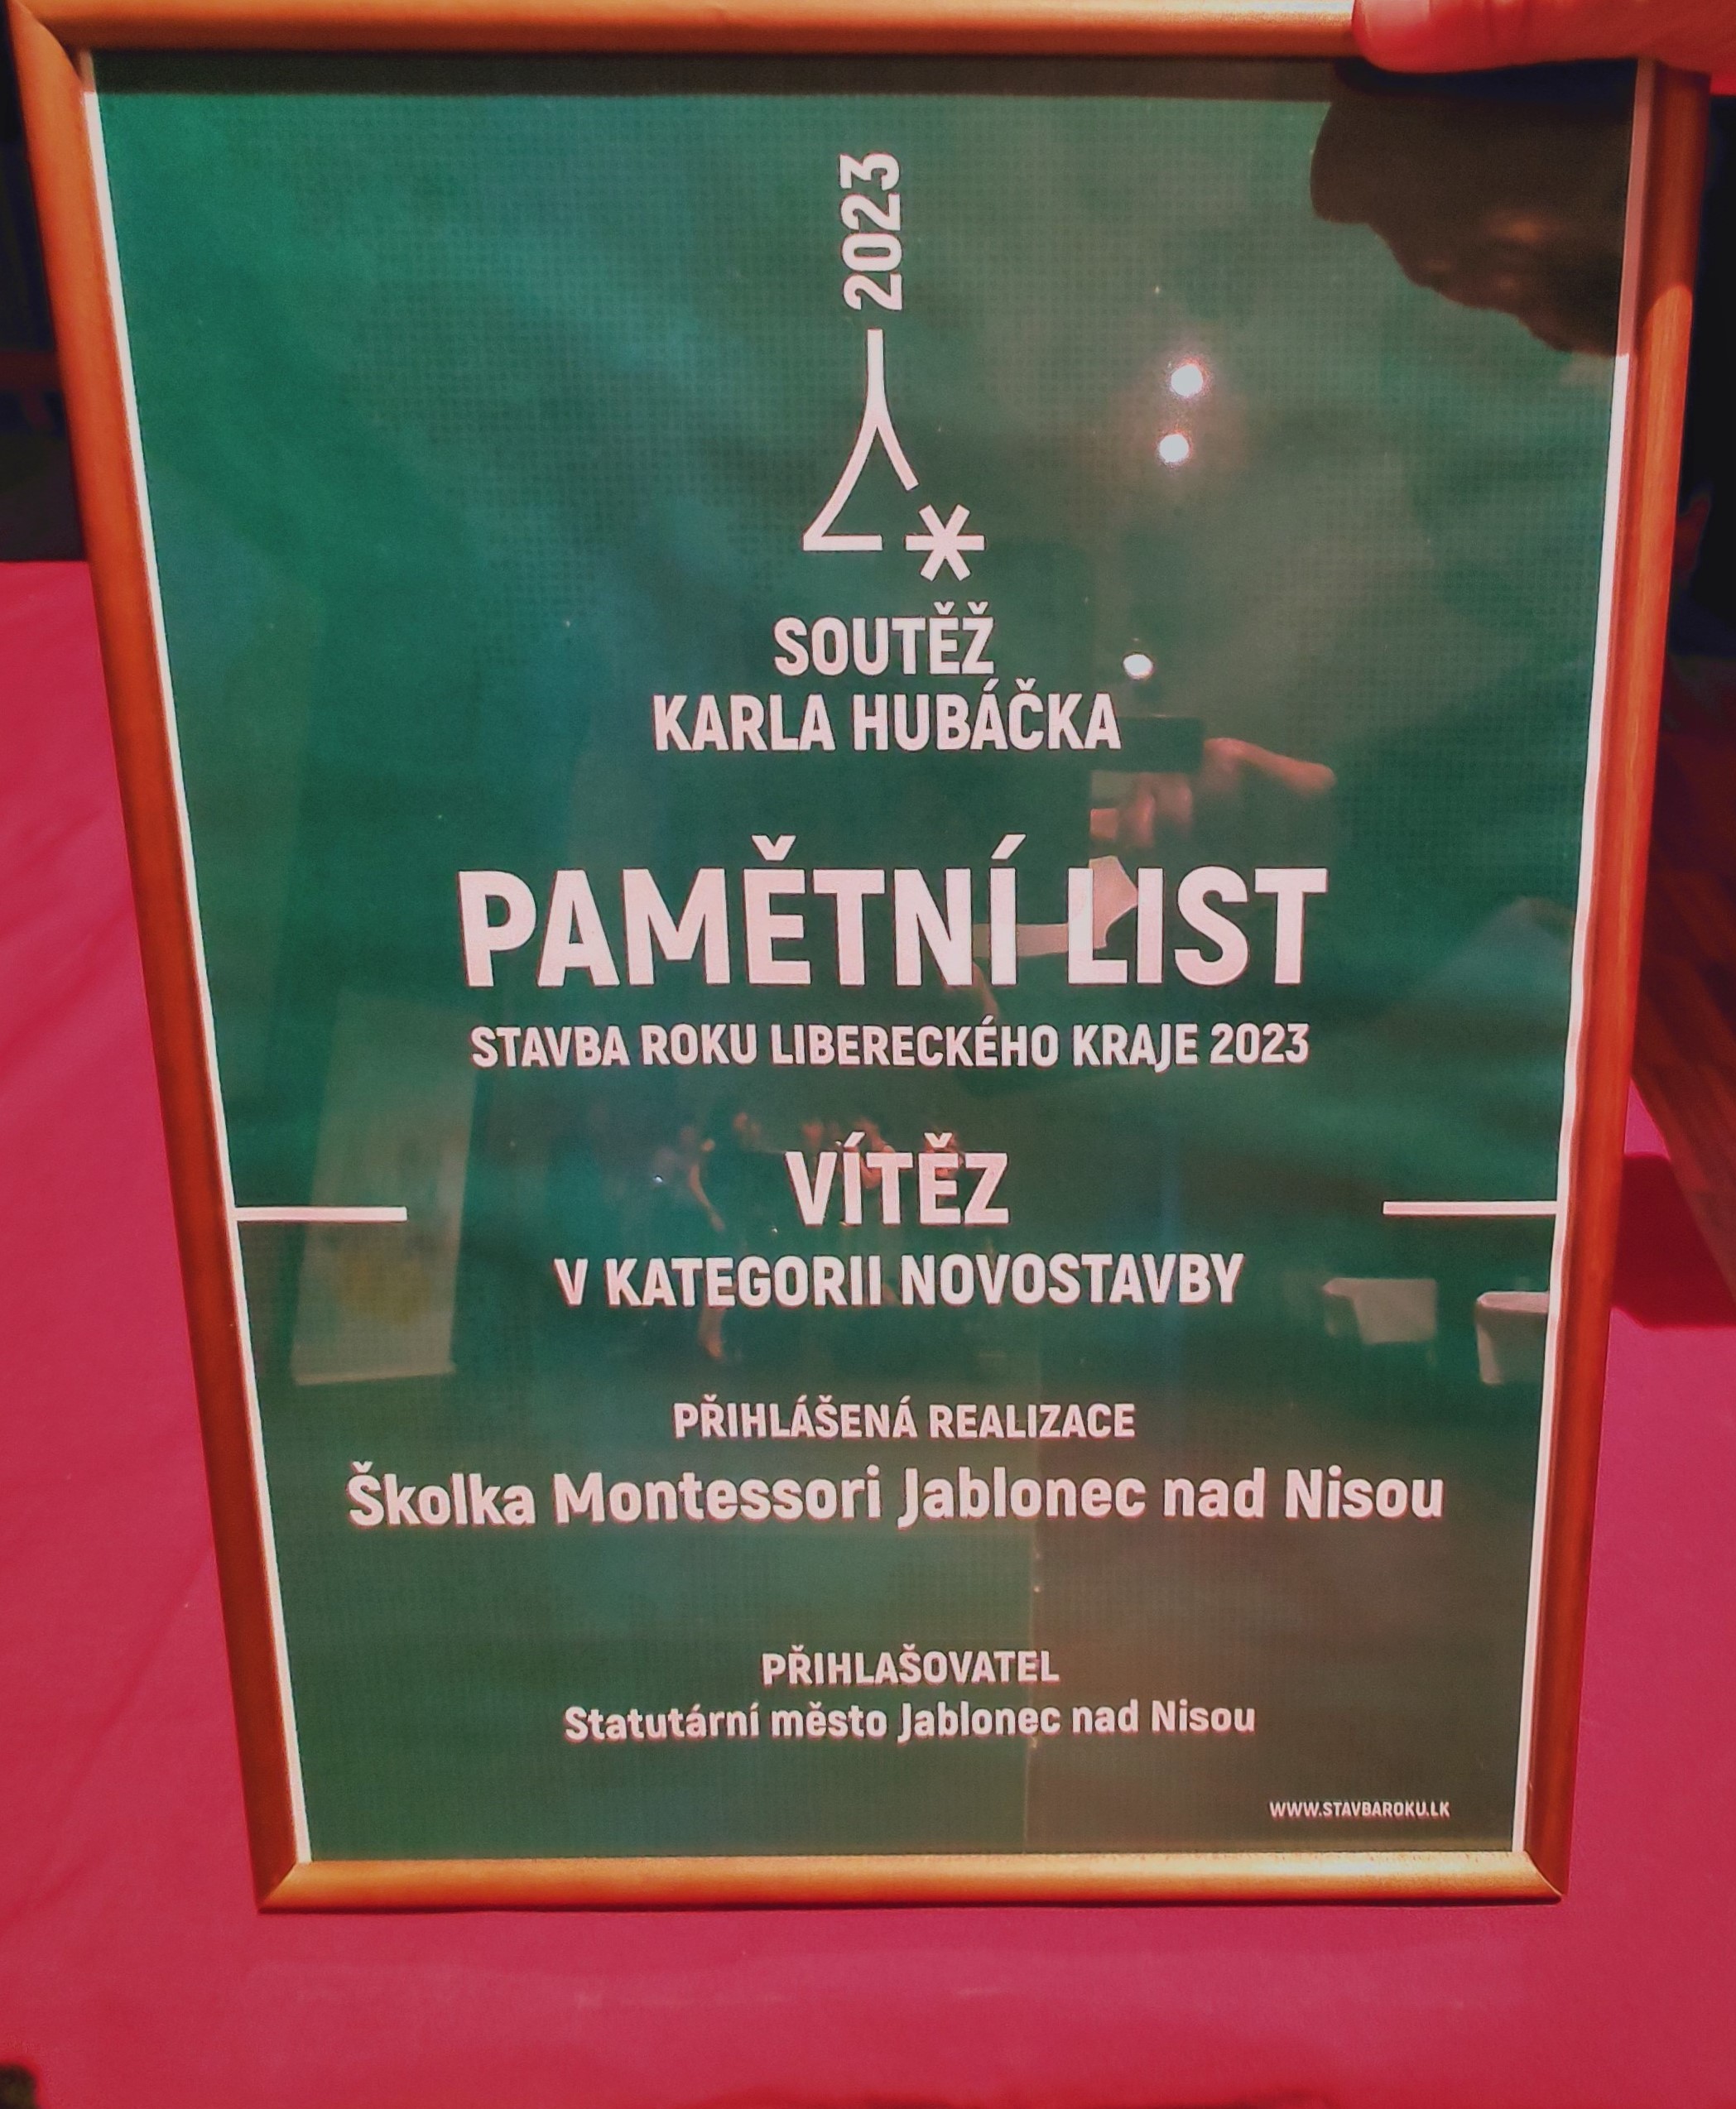 2023
SOUTĚŽ
KARLA HUBÁČKA
PAMĚTNÍ LIST
STAVBA ROKU LIBERECKÉHO KRAJE 2023
VÍTĚZ
V KATEGORII NOVOSTAVBY
PŘIHLÁŠENÁ REALIZACE
Školka Montessori Jablonec nad Nisou
PŘIHLAŠOVATEL
Statutární město Jablonec nad Nisou
WWW.STAVBAROKU.LK